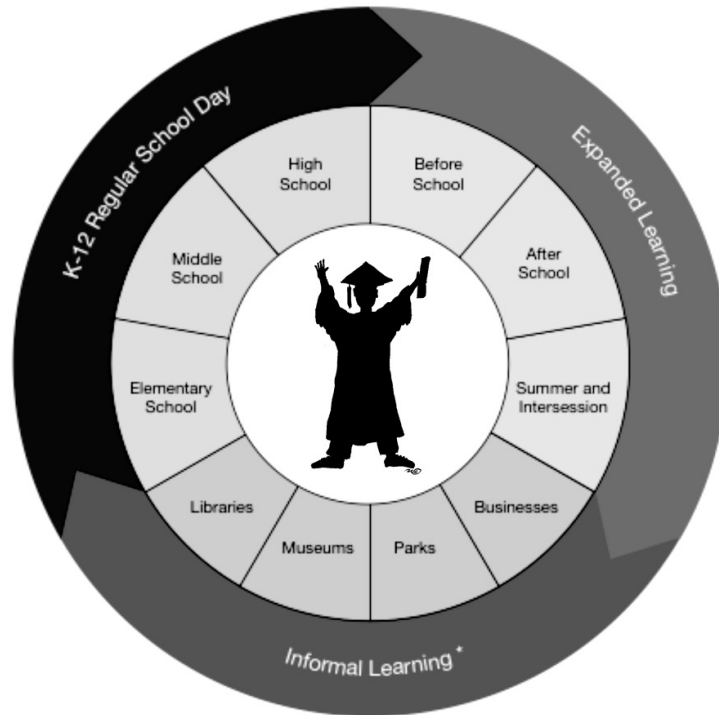 K-12 Regular School Day
Expanded Learning
High
School
Before
School
Middle
School
After
School
Elementary
School
Summer and
Intersession
Libraries
Businesses
Museums
Parks
Informal Learning *